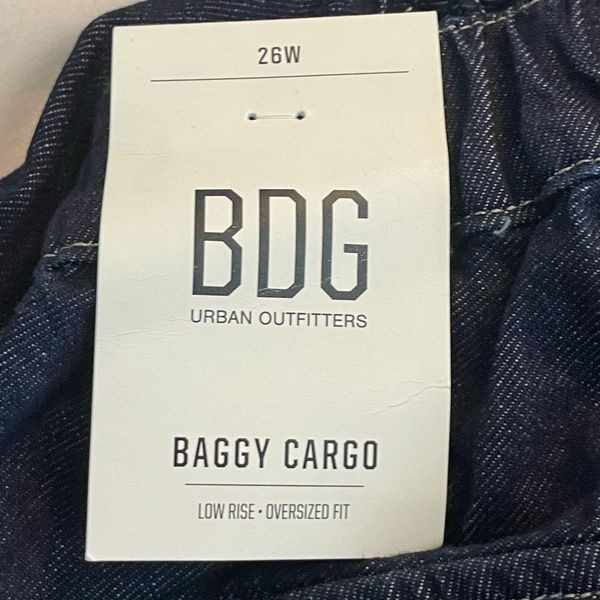 26W
BDG
URBAN OUTFITTERS
BAGGY CARGO
LOW RISE • OVERSIZED FIT